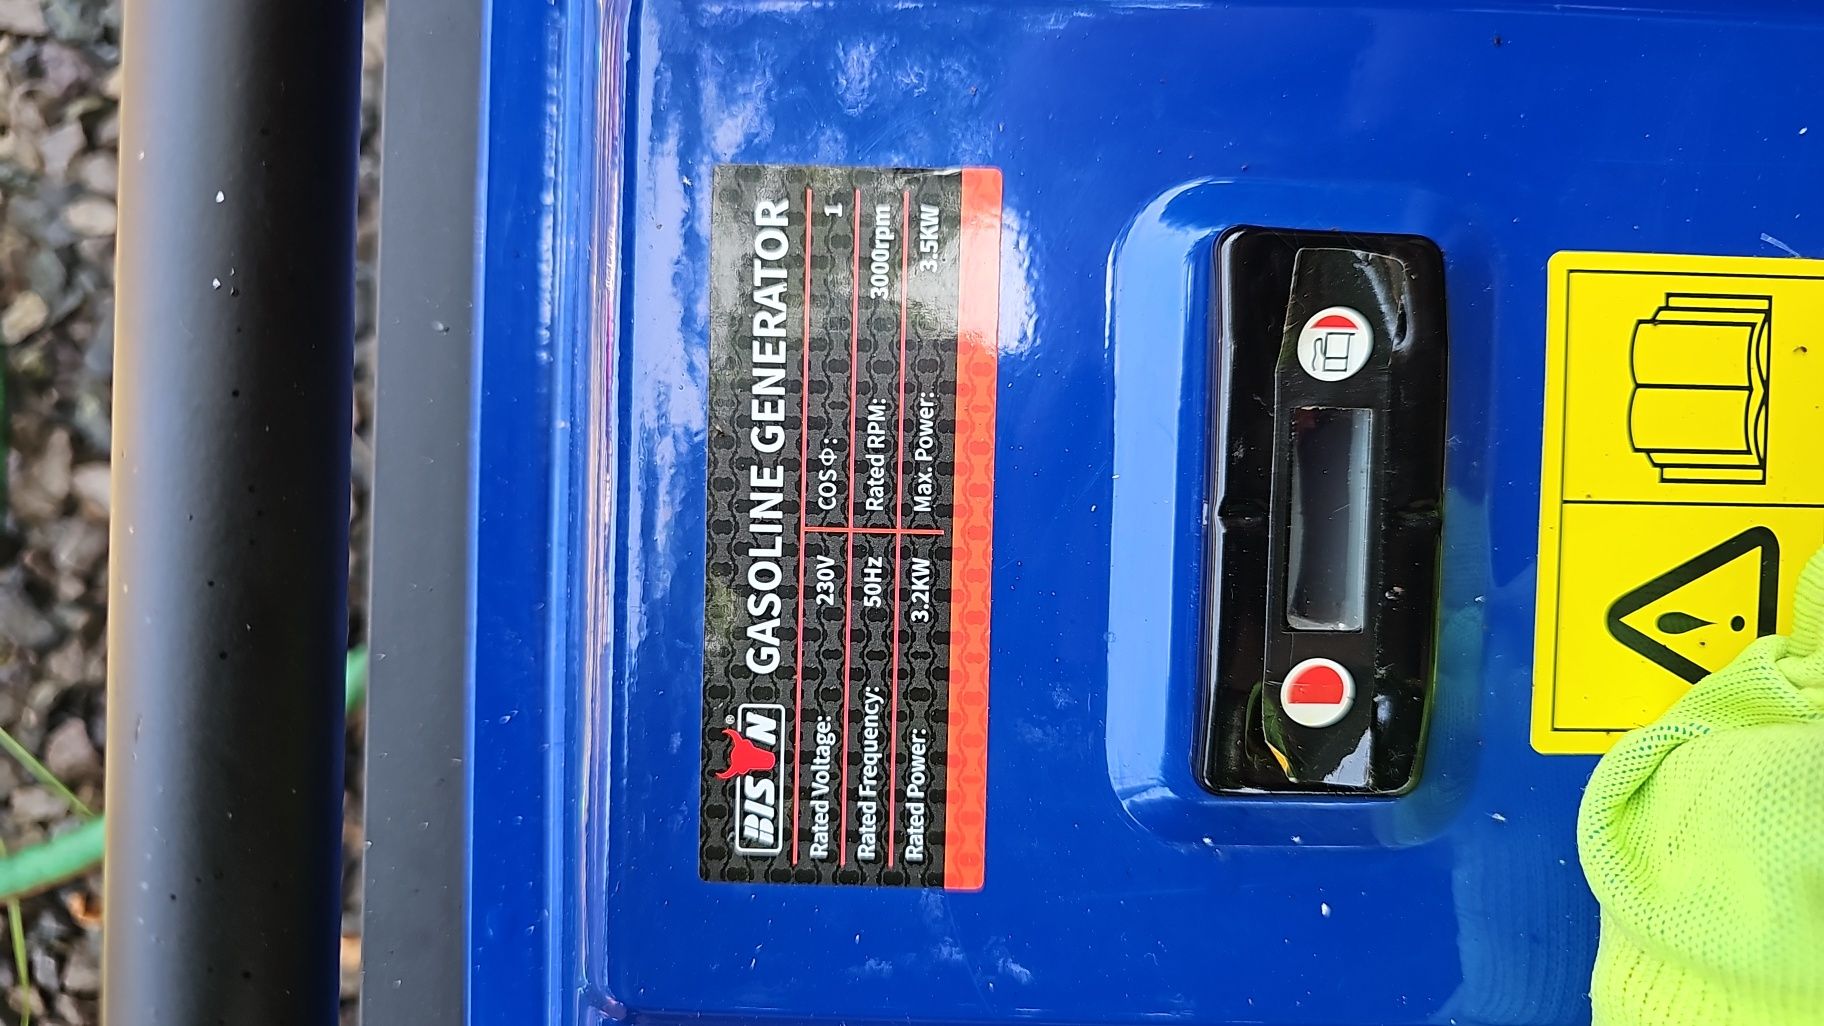 BISON® GASOLINE GENERATOR
Rated Voltage: 230V COSΦ: 1
Rated Frequency: 50Hz Rated RPM: 3000rpm
Rated Power: 3.2KW Max. Power: 3.5KW